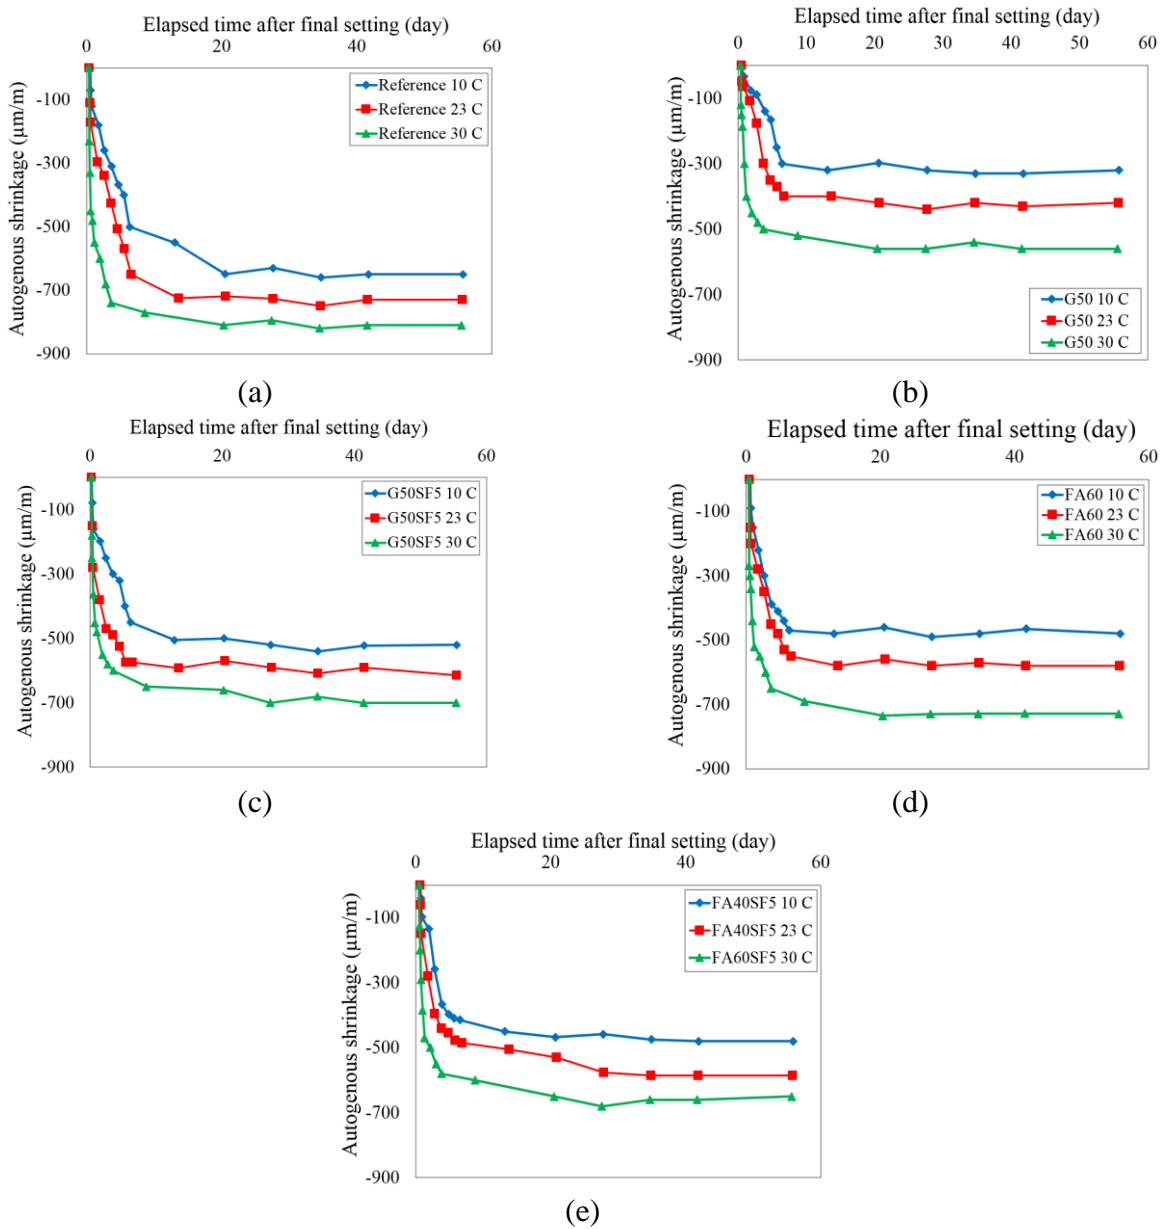 Elapsed time after final setting (day)
0 20 40 60
Autogenous shrinkage (μm/m)
-100
-300
-500
-700
-900
Reference 10 C
Reference 23 C
Reference 30 C
(a)
Elapsed time after final setting (day)
0 10 20 30 40 50 60
Autogenous shrinkage (μm/m)
-100
-300
-500
-700
-900
G50 10 C
G50 23 C
G50 30 C
(b)
Elapsed time after final setting (day)
0 20 40 60
Autogenous shrinkage (μm/m)
-100
-300
-500
-700
-900
G50SF5 10 C
G50SF5 23 C
G50SF5 30 C
(c)
Elapsed time after final setting (day)
0 20 40 60
Autogenous shrinkage (μm/m)
-100
-300
-500
-700
-900
FA60 10 C
FA60 23 C
FA60 30 C
(d)
Elapsed time after final setting (day)
0 20 40 60
Autogenous shrinkage (μm/m)
-100
-300
-500
-700
-900
FA40SF5 10 C
FA40SF5 23 C
FA60SF5 30 C
(e)